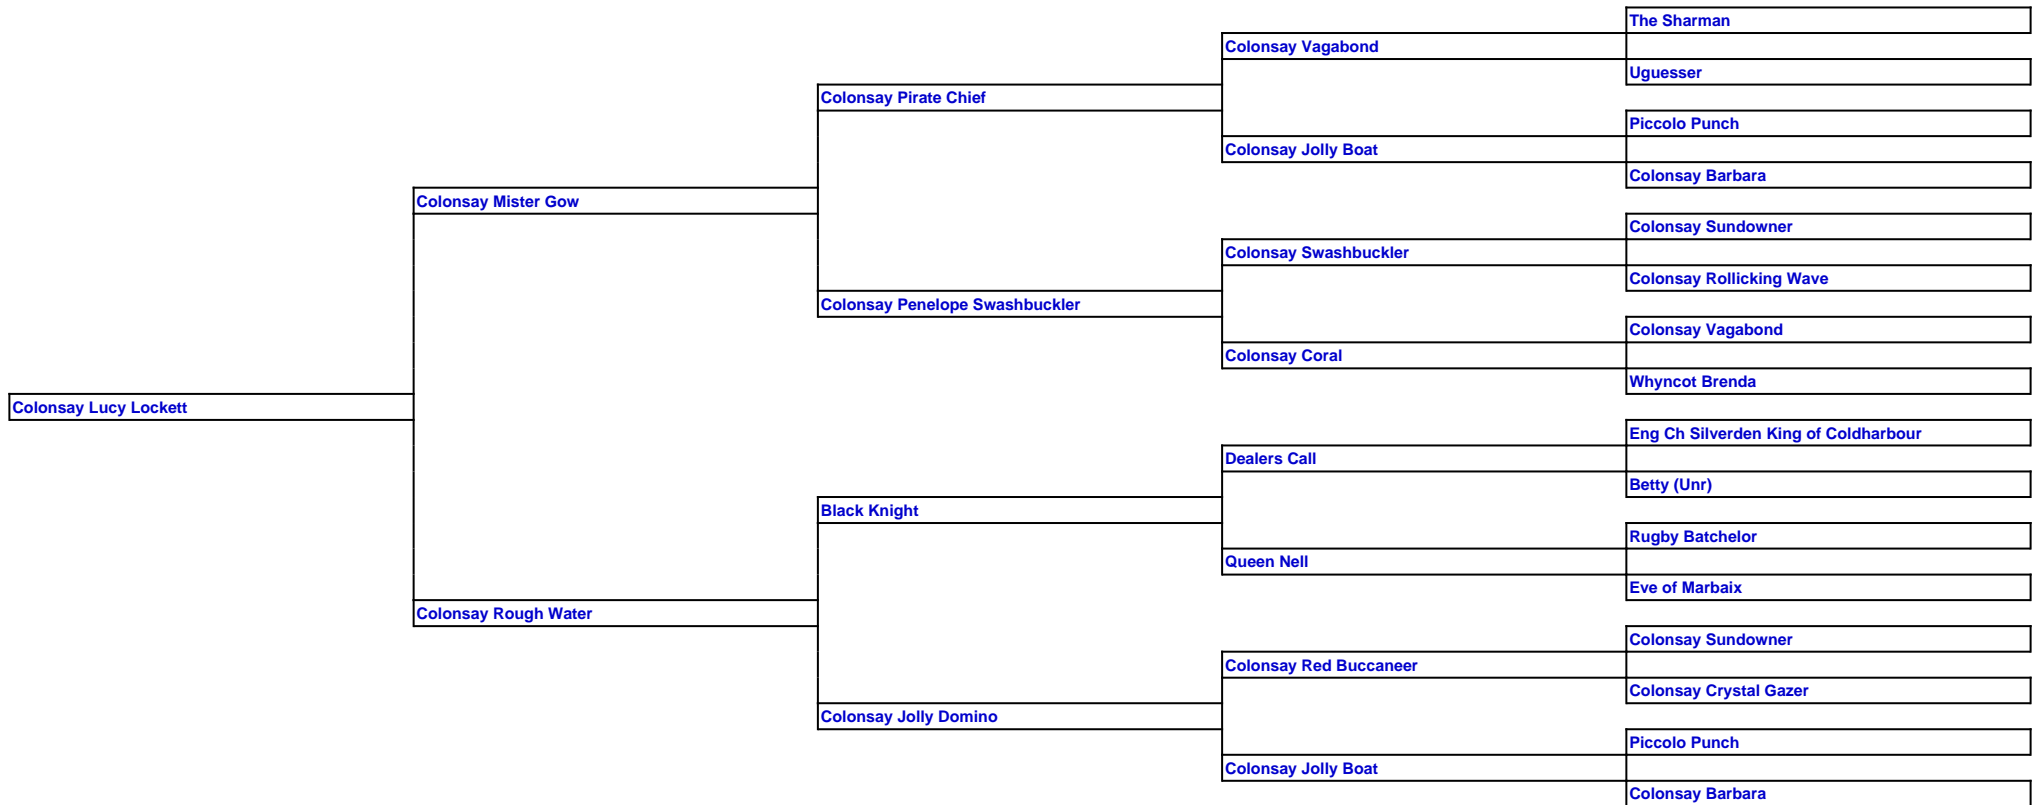 The Sharman
Colonsay Vagabond
Uguesser
Colonsay Pirate Chief
Piccolo Punch
Colonsay Jolly Boat
Colonsay Barbara
Colonsay Mister Gow
Colonsay Sundowner
Colonsay Swashbuckler
Colonsay Rollicking Wave
Colonsay Penelope Swashbuckler
Colonsay Vagabond
Colonsay Coral
Whyncot Brenda
Colonsay Lucy Lockett
Eng Ch Silverden King of Coldharbour
Dealers Call
Betty (Unr)
Black Knight
Rugby Batchelor
Queen Nell
Eve of Marbaix
Colonsay Rough Water
Colonsay Sundowner
Colonsay Red Buccaneer
Colonsay Crystal Gazer
Colonsay Jolly Domino
Piccolo Punch
Colonsay Jolly Boat
Colonsay Barbara